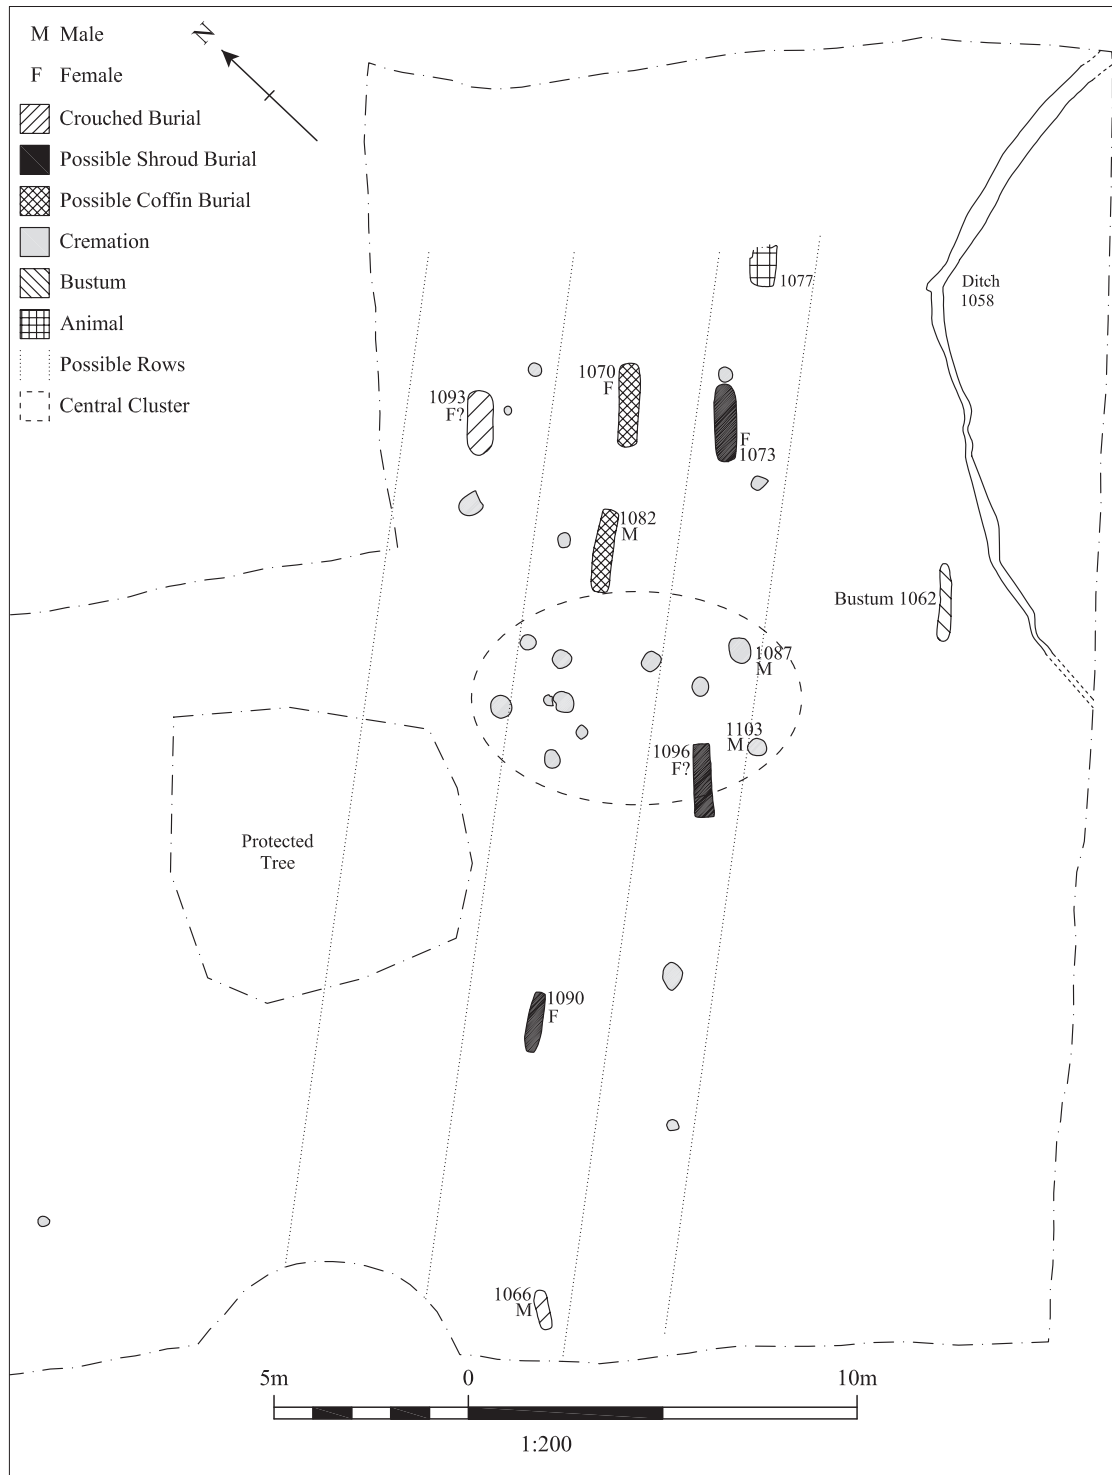 N
M Male
F Female
Crouched Burial
Possible Shroud Burial
Possible Coffin Burial
Cremation
Bustum
Animal
Possible Rows
Central Cluster
1077
Ditch
1058
1070
F
1093
F?
F
1073
1082
M
Bustum 1062
1087
M
1103
M
1096
F?
Protected
Tree
1090
F
1066
M
5m 0 10m
1:200